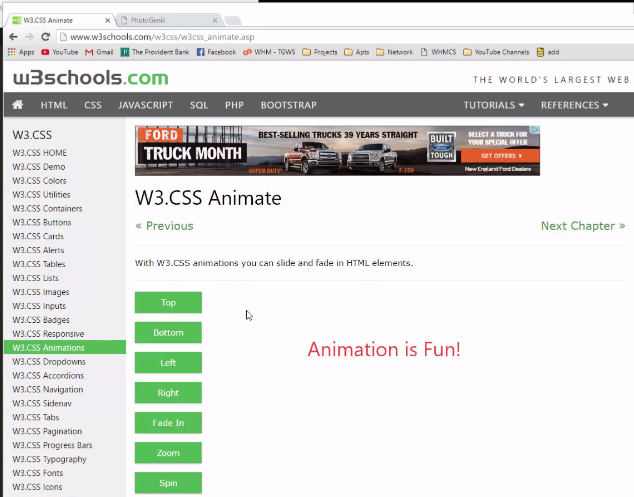 W3.CSS Animate
PhotoGenik
www.w3schools.com/w3css/w3css_animate.asp
Apps YouTube Gmail The Provident Bank Facebook WHM - TGWS Projects Apts Network WHMCS YouTube Channels add
w3schools.com
THE WORLD'S LARGEST WEB
HTML CSS JAVASCRIPT SQL PHP BOOTSTRAP TUTORIALS REFERENCES
W3.CSS
W3.CSS HOME
W3.CSS Demo
W3.CSS Colors
W3.CSS Utilities
W3.CSS Containers
W3.CSS Buttons
W3.CSS Cards
W3.CSS Alerts
W3.CSS Tables
W3.CSS Lists
W3.CSS Images
W3.CSS Inputs
W3.CSS Badges
W3.CSS Responsive
W3.CSS Animations
W3.CSS Dropdowns
W3.CSS Accordions
W3.CSS Navigation
W3.CSS Sidenav
W3.CSS Tabs
W3.CSS Pagination
W3.CSS Progress Bars
W3.CSS Typography
W3.CSS Fonts
W3.CSS Icons
FORD
TRUCK MONTH
BEST-SELLING TRUCKS 39 YEARS STRAIGHT
SUPER DUTY®
F-150
BUILT
Ford
TOUGH
SELECT A TRUCK FOR
YOUR SPECIAL OFFER
GET OFFERS
New England Ford Dealers
W3.CSS Animate
« Previous
Next Chapter »
With W3.CSS animations you can slide and fade in HTML elements.
Top
Bottom
Left
Right
Fade In
Zoom
Spin
Animation is Fun!